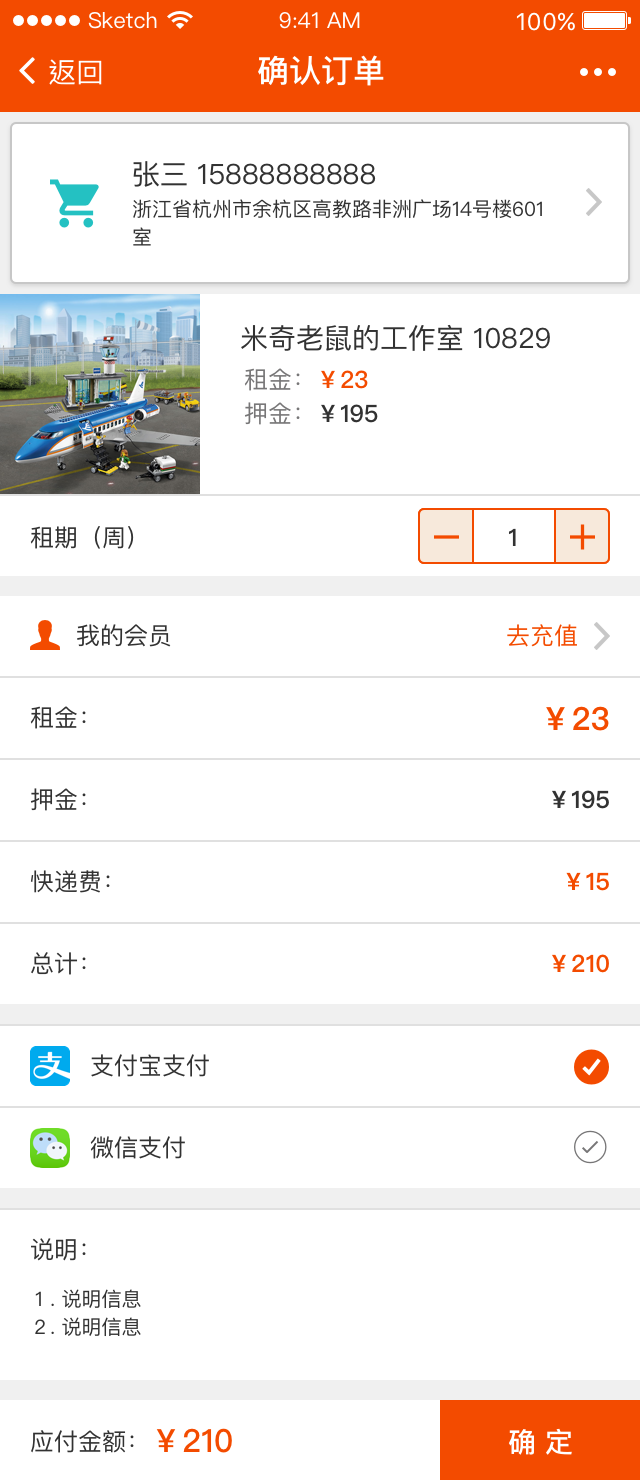 Sketch 9:41 AM 100%
返回 确认订单
张三 15888888888
浙江省杭州市余杭区高教路非洲广场14号楼601
室
米奇老鼠的工作室 10829
租金： ¥ 23
押金： ¥ 195
租期（周） 1
我的会员 去充值
租金： ¥ 23
押金： ¥ 195
快递费： ¥ 15
总计： ¥ 210
支 支付宝支付
微信支付
说明：
1 . 说明信息
2 . 说明信息
应付金额： ¥ 210 确 定